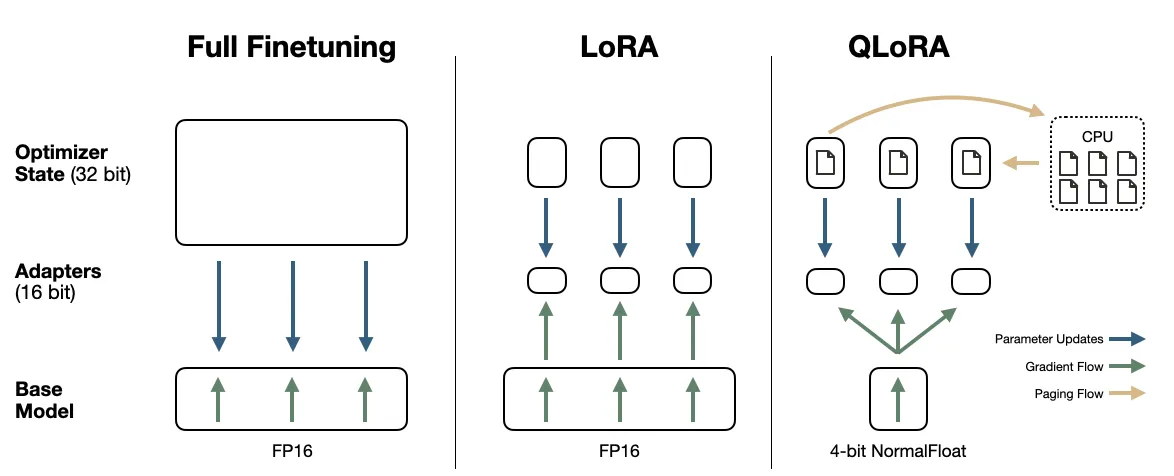 Full Finetuning
LoRA
QLoRA
Optimizer
State (32 bit)
CPU
Adapters
(16 bit)
Parameter Updates
Gradient Flow
Paging Flow
Base
Model
FP16
FP16
4-bit NormalFloat